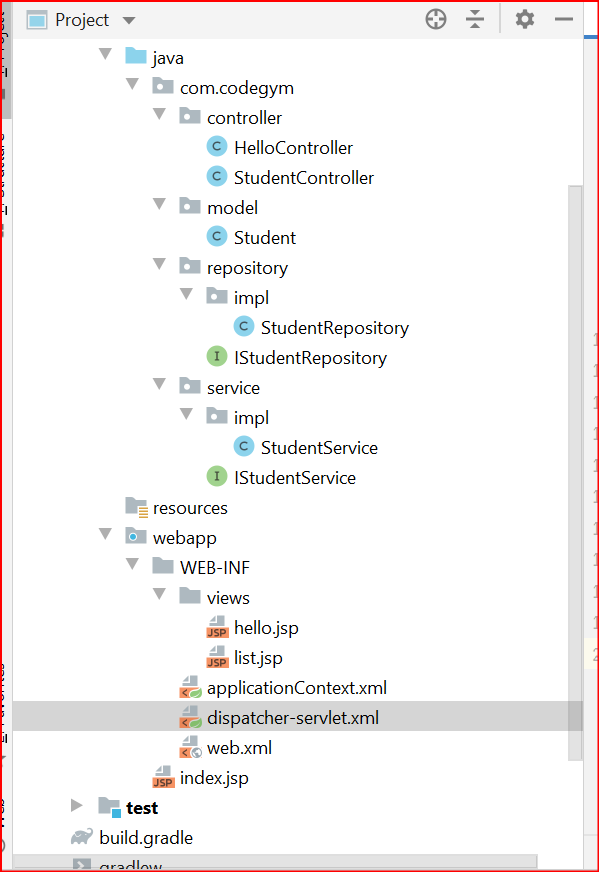 Project
java
com.codegym
controller
C HelloController
C StudentController
model
C Student
repository
impl
C StudentRepository
I IStudentRepository
service
impl
C StudentService
I IStudentService
resources
webapp
WEB-INF
views
JSP hello.jsp
JSP list.jsp
applicationContext.xml
dispatcher-servlet.xml
web.xml
JSP index.jsp
test
build.gradle
gradlew